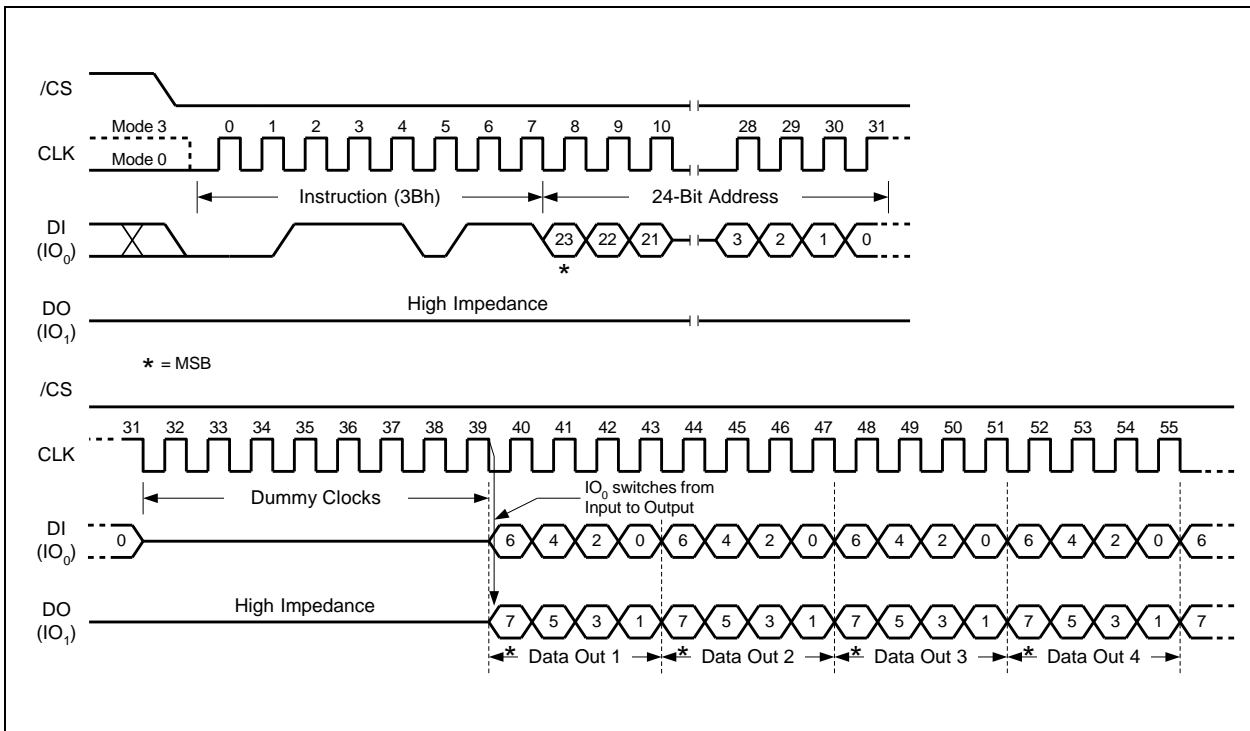 /CS
Mode 3 0 1 2 3 4 5 6 7 8 9 10 28 29 30 31
CLK
Mode 0
Instruction (3Bh) 24-Bit Address
DI
(IO0)
23 22 21 3 2 1 0
*
High Impedance
DO
(IO1)
* = MSB
/CS
31 32 33 34 35 36 37 38 39 40 41 42 43 44 45 46 47 48 49 50 51 52 53 54 55
CLK
Dummy Clocks
IO0 switches from
Input to Output
DI
(IO0)
0 6 4 2 0 6 4 2 0 6 4 2 0 6 4 2 0 6
High Impedance
DO
(IO1)
7 5 3 1 7 5 3 1 7 5 3 1 7 5 3 1 7
* Data Out 1 * Data Out 2 * Data Out 3 * Data Out 4